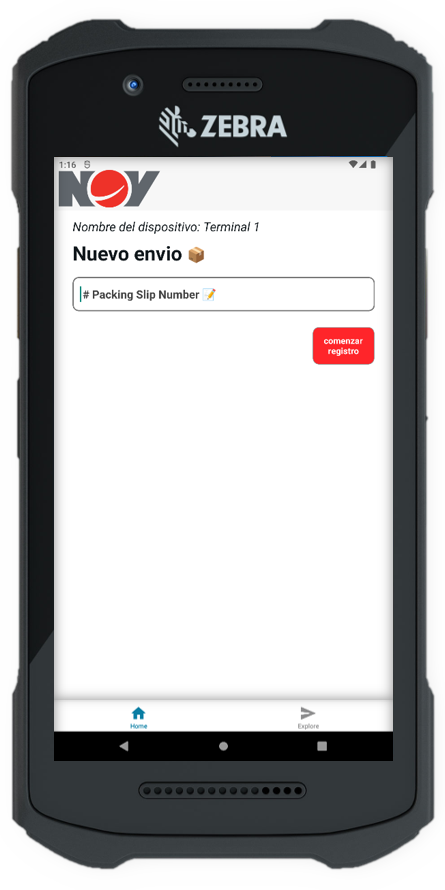 ZEBRA
1:16
NOV
Nombre del dispositivo: Terminal 1
Nuevo envio 📦
# Packing Slip Number 📝
comenzar
registro
Home
Explore